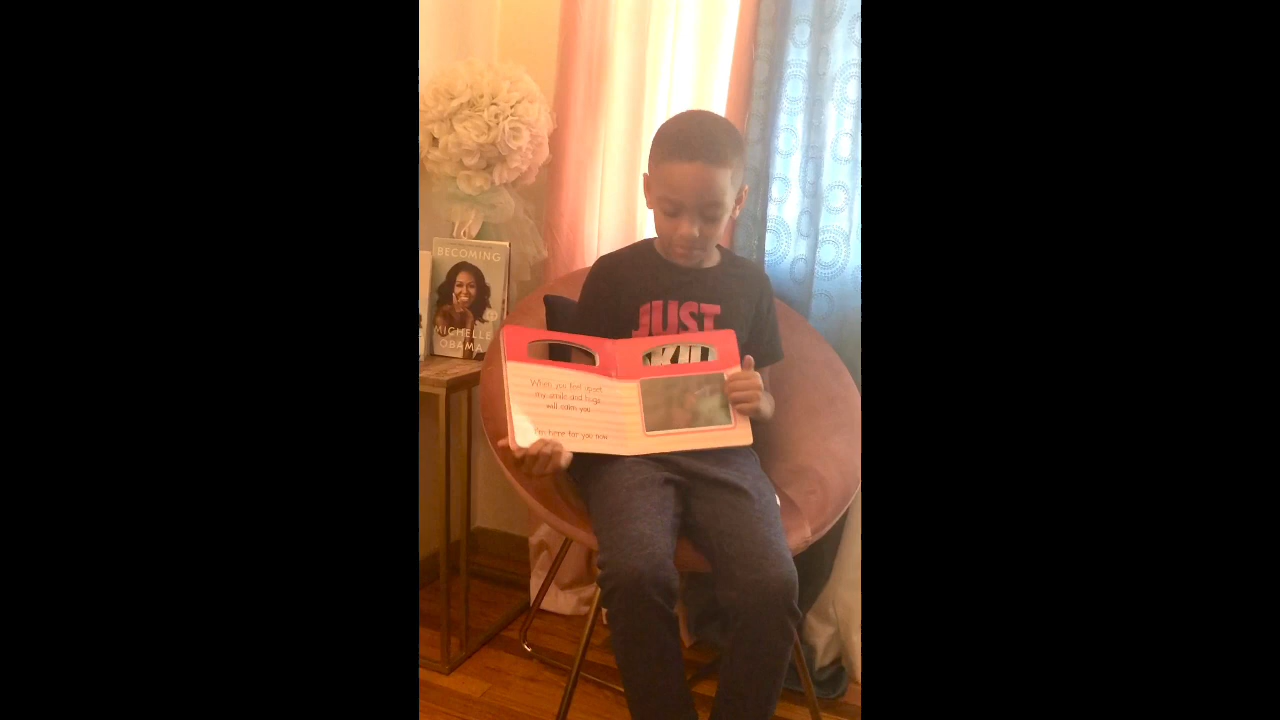 BECOMING
MICHELLE
OBAMA
JUST
When you feel upset
my smile and hugs
will calm you
I'm here for you now